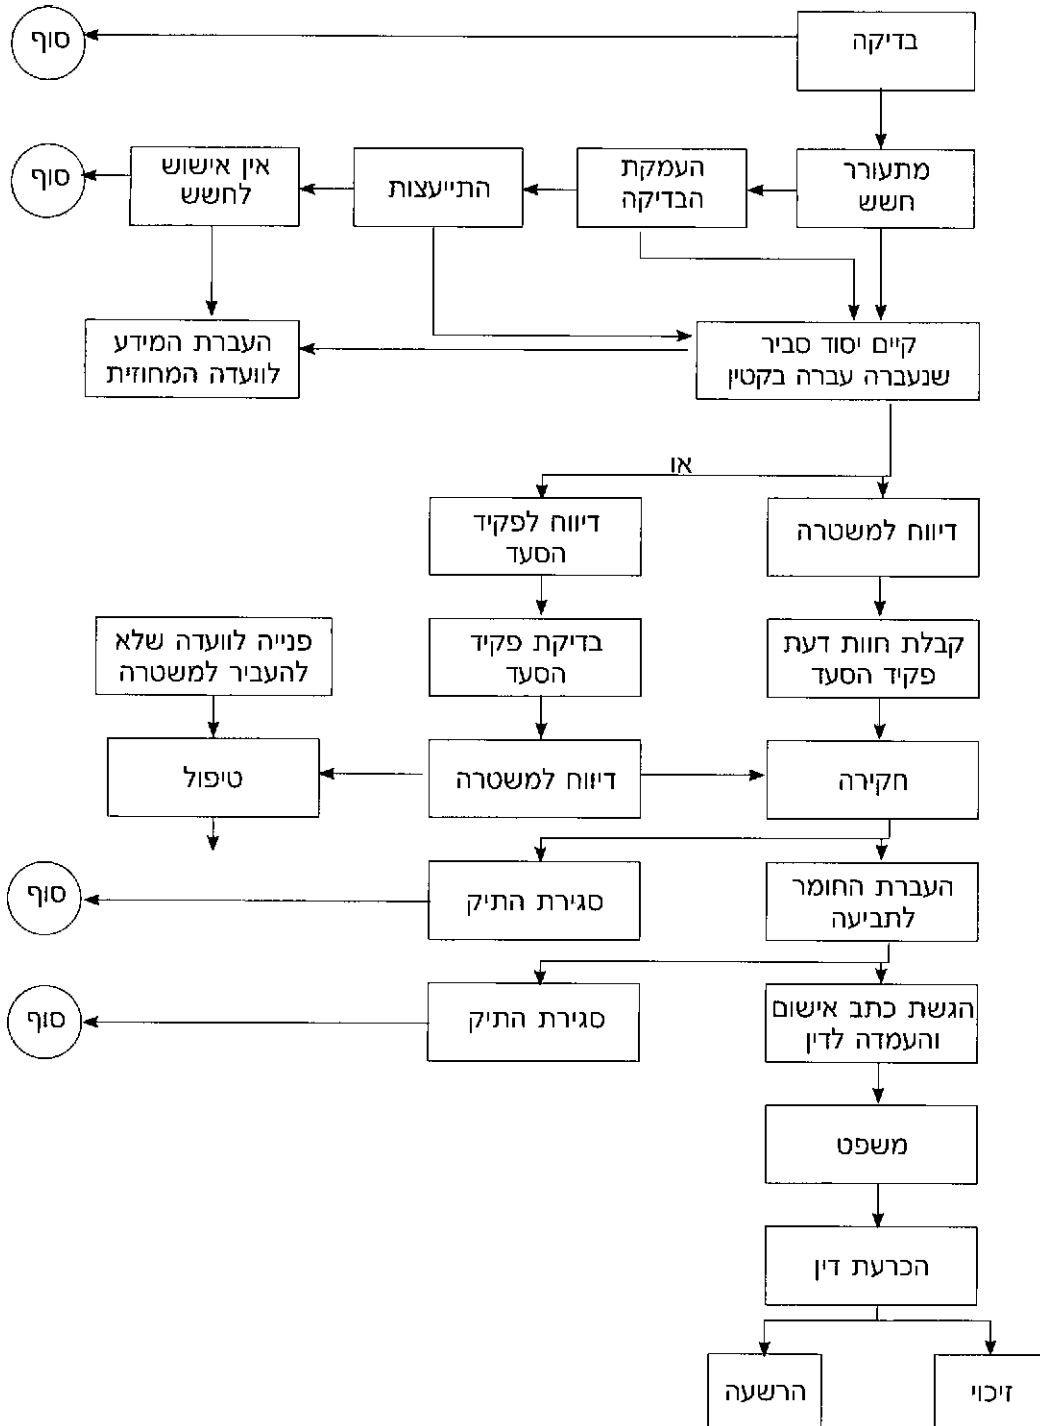 בדיקה
סוף
מתעורר
חשש
העמקת
הבדיקה
התייעצות
אין אישוש
לחשש
סוף
קיים יסוד סביר
שנעברה עברה בקטין
העברת המידע
לוועדה המחוזית
או
דיווח למשטרה
דיווח לפקיד
הסעד
קבלת חוות דעת
פקיד הסעד
בדיקת פקיד
הסעד
פנייה לוועדה שלא
להעביר למשטרה
חקירה
דיווח למשטרה
טיפול
העברת החומר
לתביעה
סגירת התיק
סוף
הגשת כתב אישום
והעמדה לדין
סגירת התיק
סוף
משפט
הכרעת דין
זיכוי
הרשעה